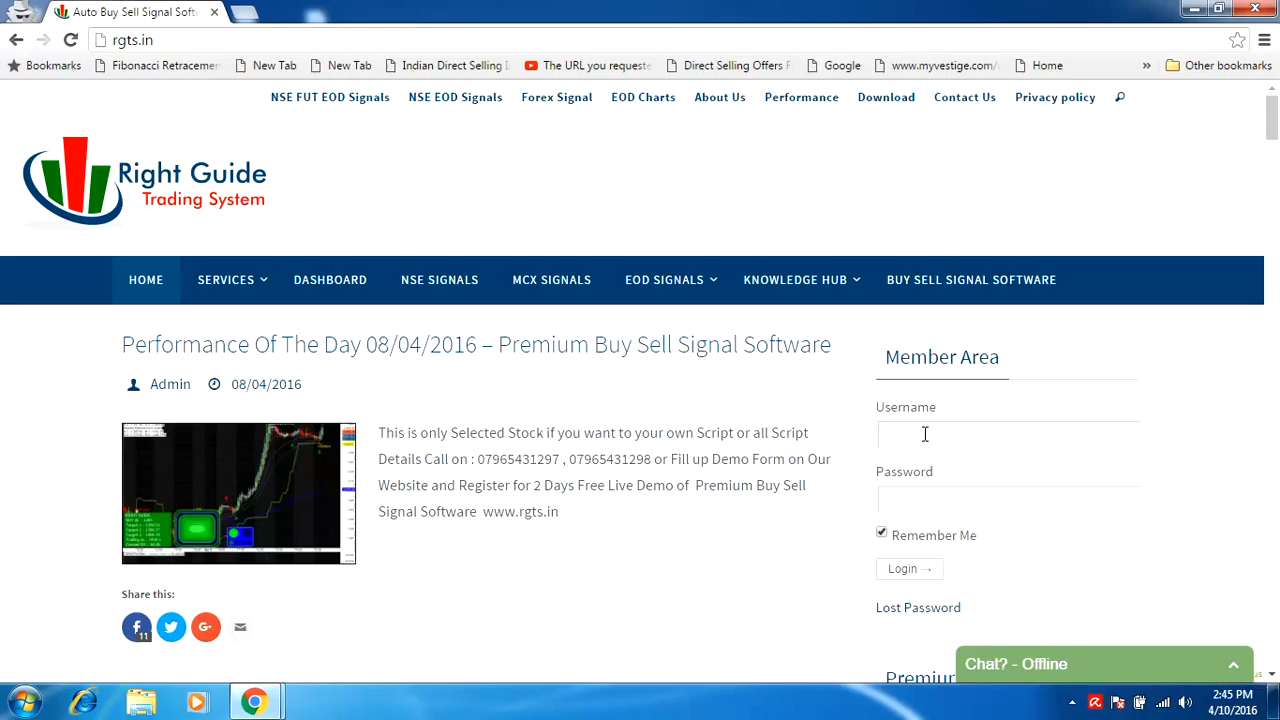 Auto Buy Sell Signal Soft
rgts.in
Bookmarks
Fibonacci Retraceme
New Tab
New Tab
Indian Direct Selling I
The URL you requeste
Direct Selling Offers F
Google
www.myvestige.com/
Home
»
Other bookmarks
NSE FUT EOD Signals
NSE EOD Signals
Forex Signal
EOD Charts
About Us
Performance
Download
Contact Us
Privacy policy
Right Guide
Trading System
HOME
SERVICES
DASHBOARD
NSE SIGNALS
MCX SIGNALS
EOD SIGNALS
KNOWLEDGE HUB
BUY SELL SIGNAL SOFTWARE
Performance Of The Day 08/04/2016 – Premium Buy Sell Signal Software
Admin
08/04/2016
This is only Selected Stock if you want to your own Script or all Script
Details Call on : 07965431297 , 07965431298 or Fill up Demo Form on Our
Website and Register for 2 Days Free Live Demo of Premium Buy Sell
Signal Software www.rgts.in
Share this:
11
Member Area
Username
Password
Remember Me
Login →
Lost Password
Premium
Chat? - Offline
2:45 PM
4/10/2016